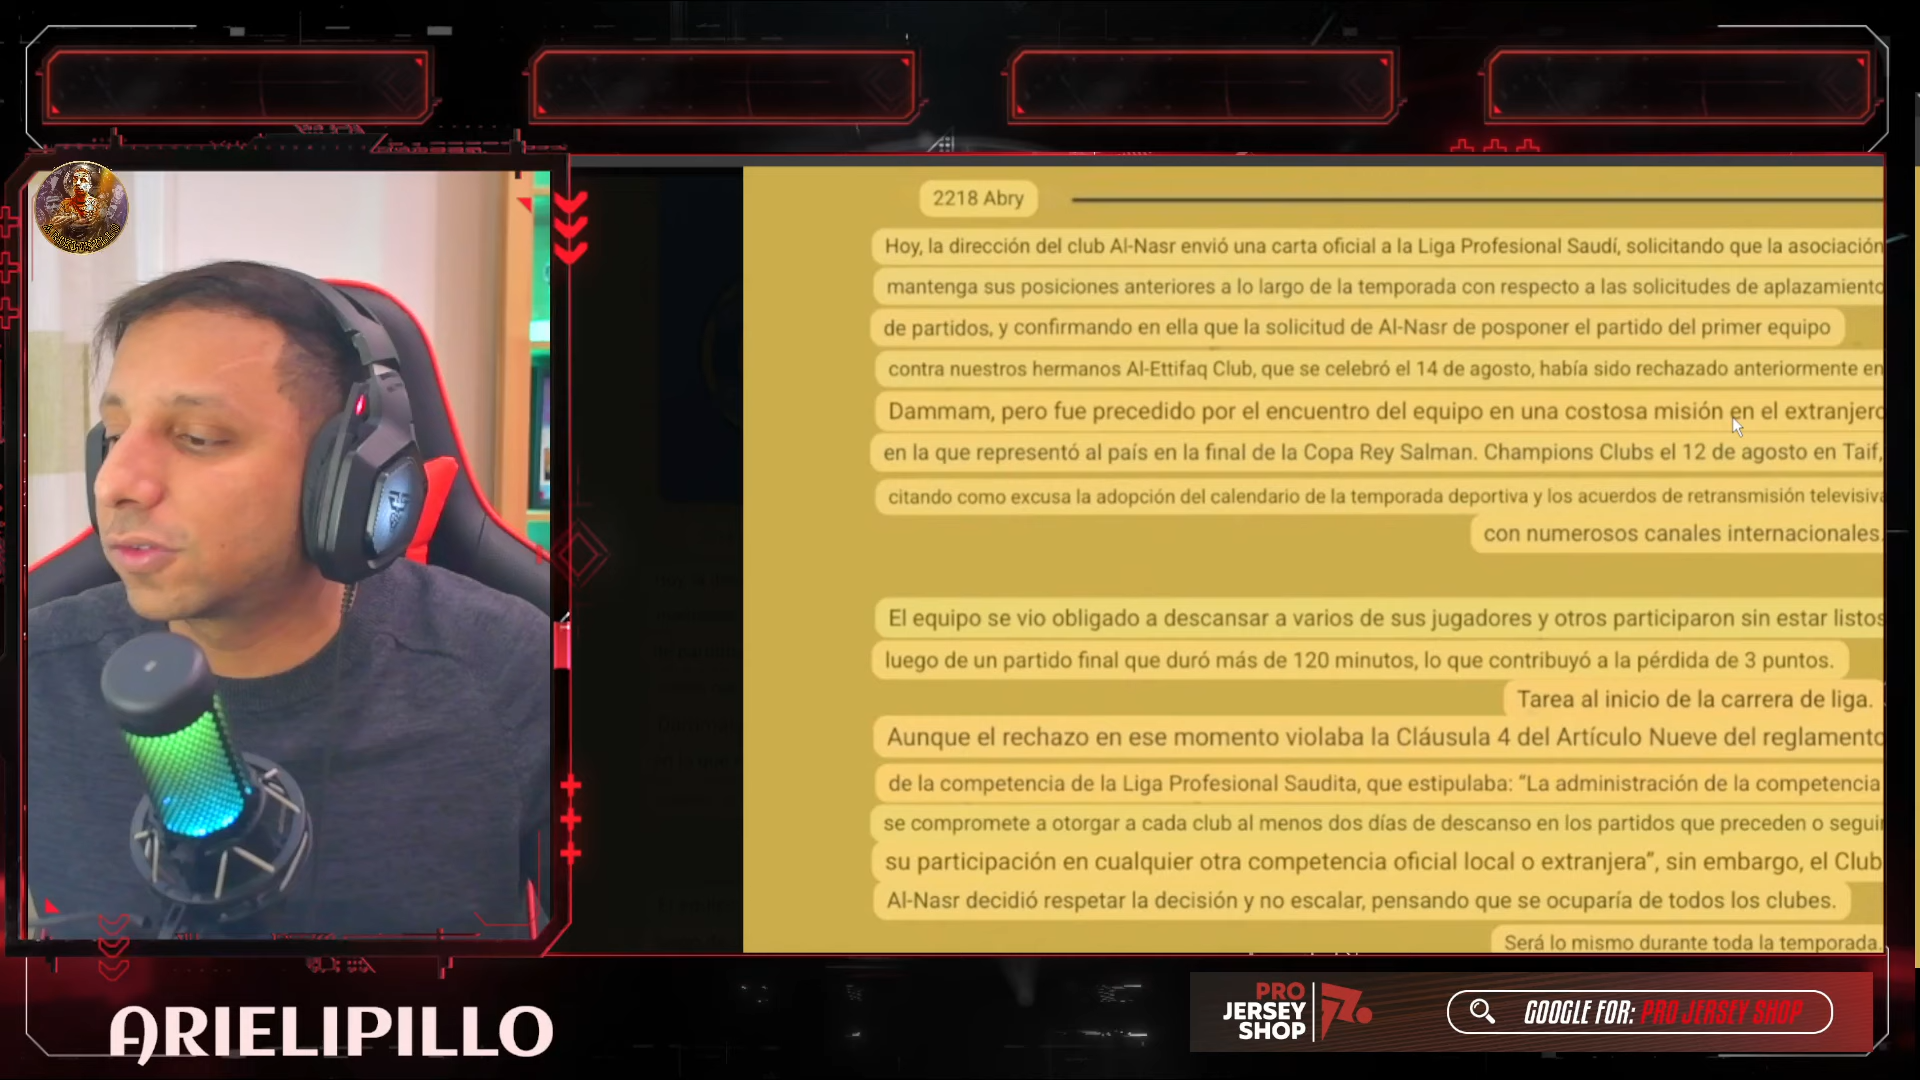 2218 Abry
Hoy, la dirección del club Al-Nasr envió una carta oficial a la Liga Profesional Saudí, solicitando que la asociación
mantenga sus posiciones anteriores a lo largo de la temporada con respecto a las solicitudes de aplazamiento
de partidos, y confirmando en ella que la solicitud de Al-Nasr de posponer el partido del primer equipo
contra nuestros hermanos Al-Ettifaq Club, que se celebró el 14 de agosto, había sido rechazado anteriormente en
Dammam, pero fue precedido por el encuentro del equipo en una costosa misión en el extranjero
en la que representó al país en la final de la Copa Rey Salman. Champions Clubs el 12 de agosto en Taif,
citando como excusa la adopción del calendario de la temporada deportiva y los acuerdos de retransmisión televisiva
con numerosos canales internacionales.
El equipo se vio obligado a descansar a varios de sus jugadores y otros participaron sin estar listos
luego de un partido final que duró más de 120 minutos, lo que contribuyó a la pérdida de 3 puntos.
Tarea al inicio de la carrera de liga.
Aunque el rechazo en ese momento violaba la Cláusula 4 del Artículo Nueve del reglamento
de la competencia de la Liga Profesional Saudita, que estipulaba: “La administración de la competencia
se compromete a otorgar a cada club al menos dos días de descanso en los partidos que preceden o seguir
su participación en cualquier otra competencia oficial local o extranjera”, sin embargo, el Club
Al-Nasr decidió respetar la decisión y no escalar, pensando que se ocuparía de todos los clubes.
Será lo mismo durante toda la temporada.
ARIELIPILLO
PRO
JERSEY
SHOP
GOOGLE FOR: PRO JERSEY SHOP